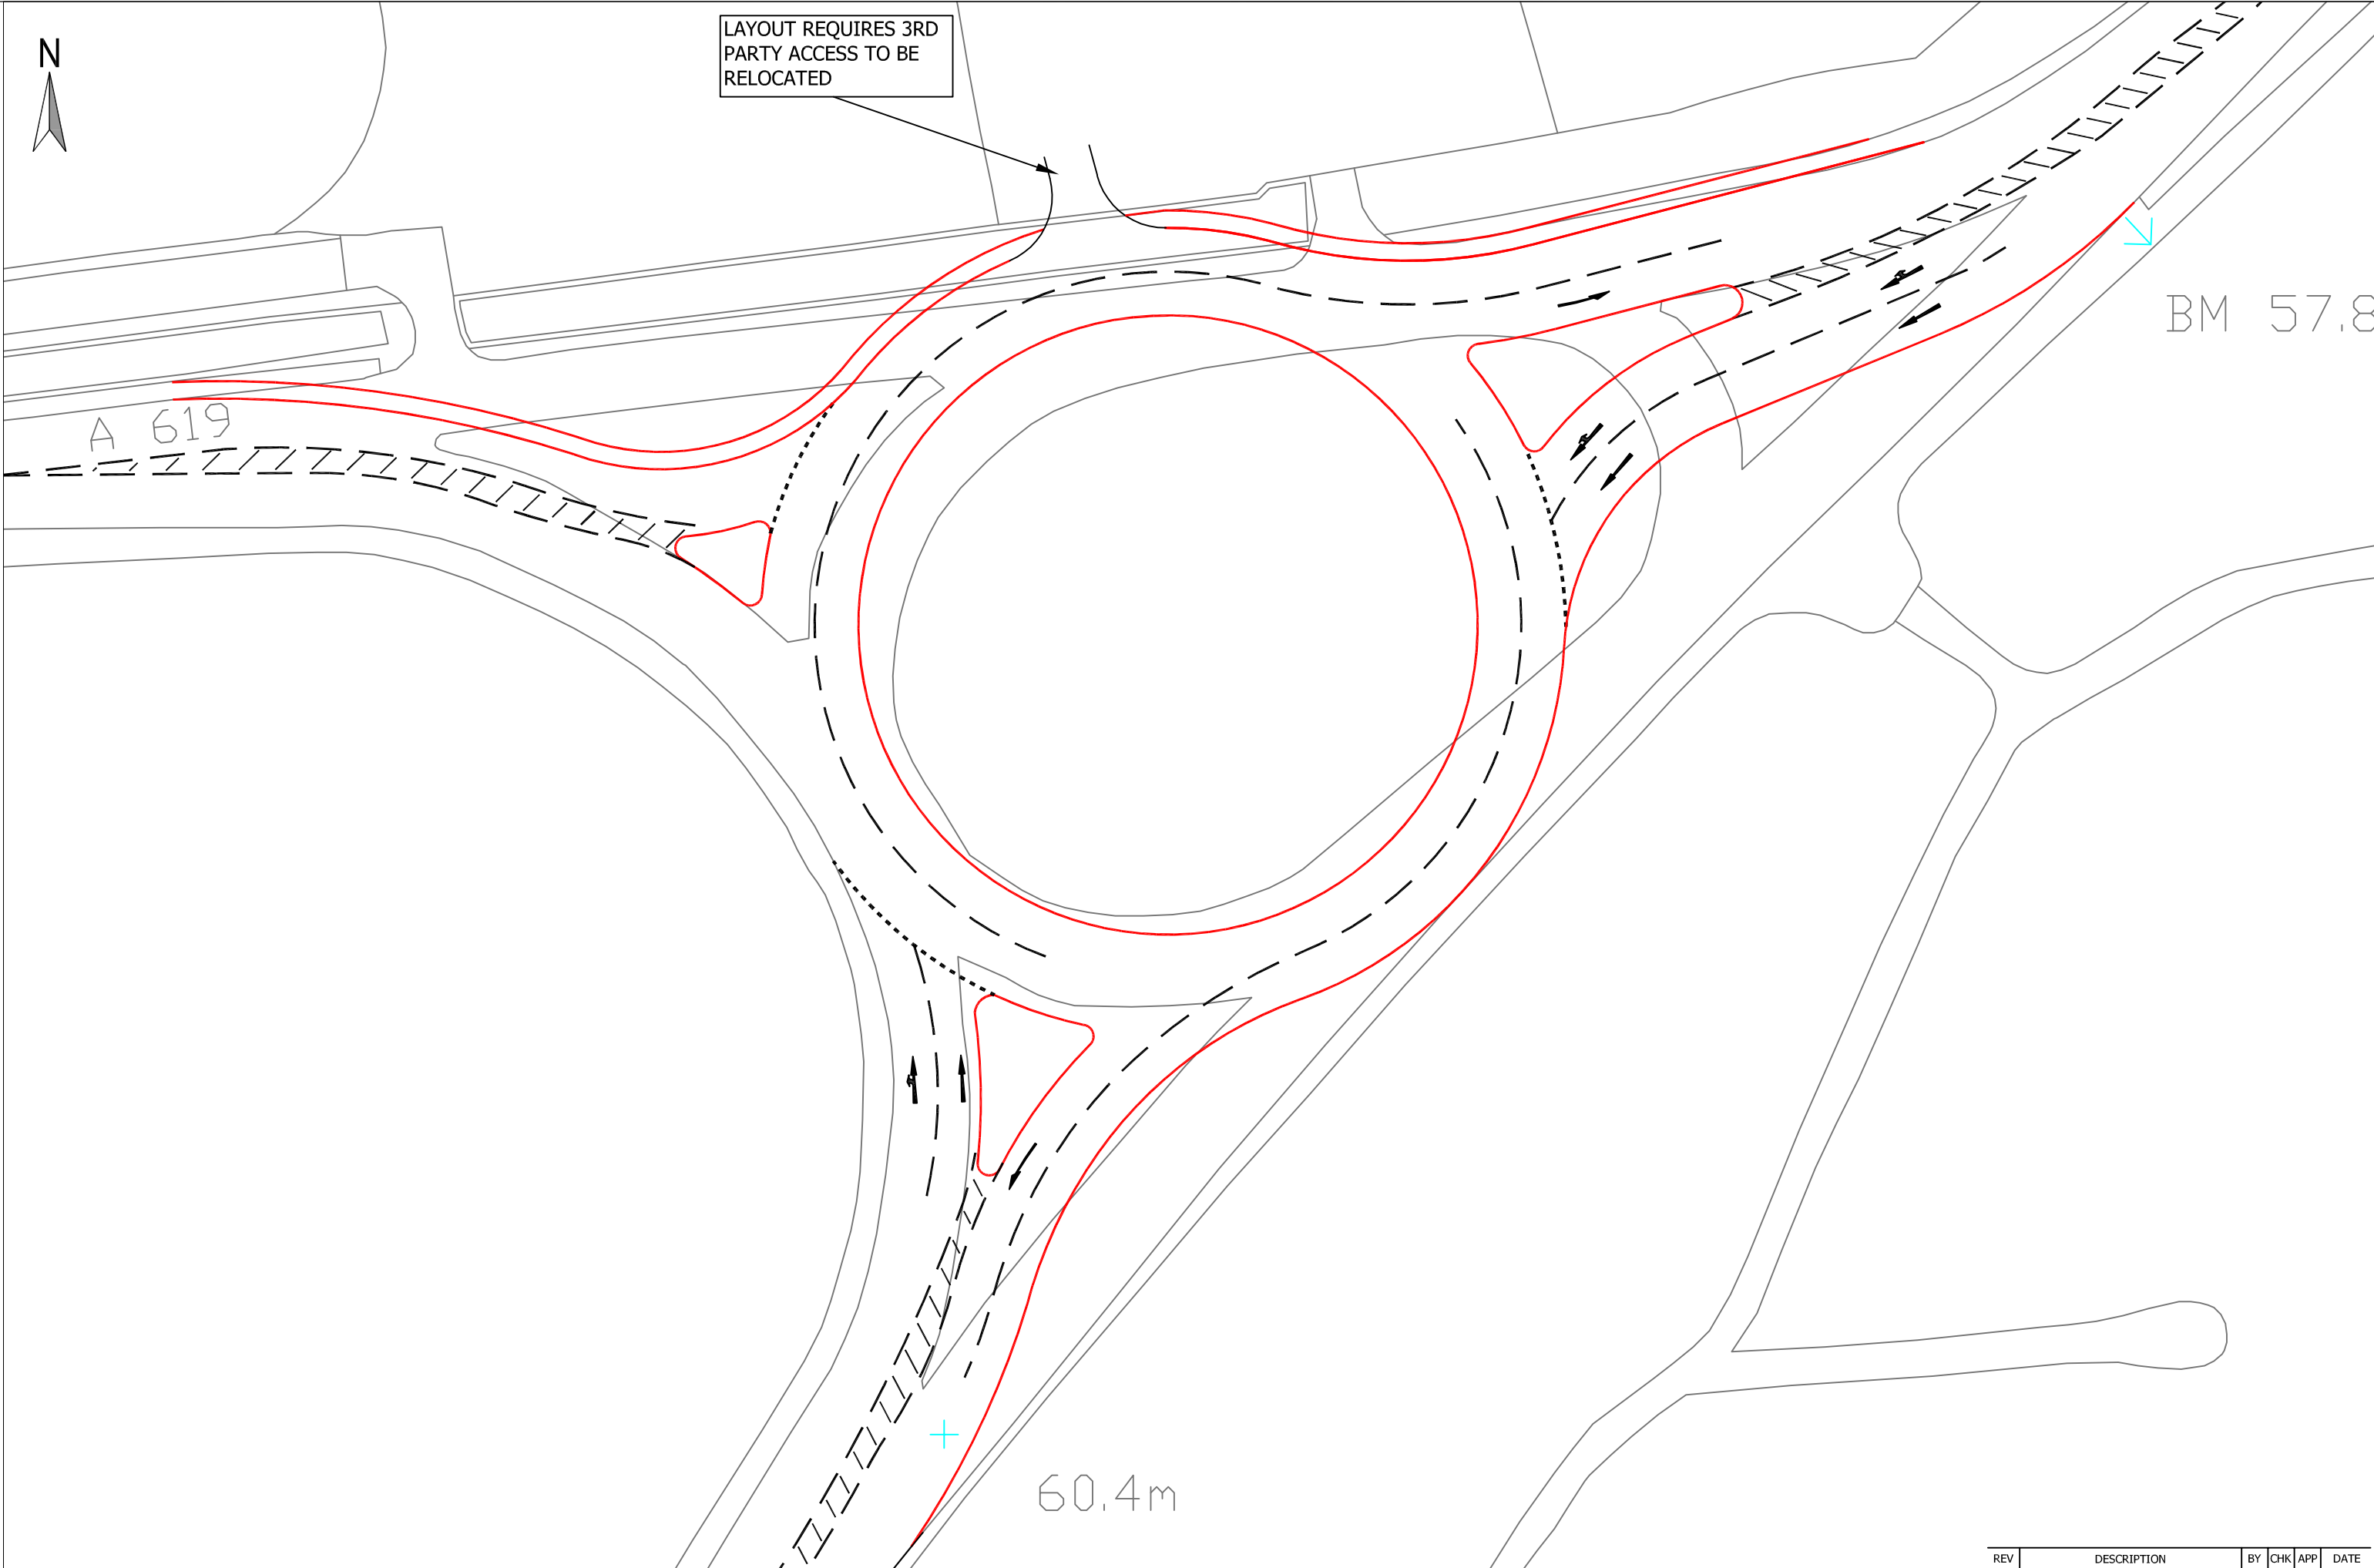 N
LAYOUT REQUIRES 3RD
PARTY ACCESS TO BE
RELOCATED
BM 57.8
A 619
60.4m
REV DESCRIPTION BY CHK APP DATE